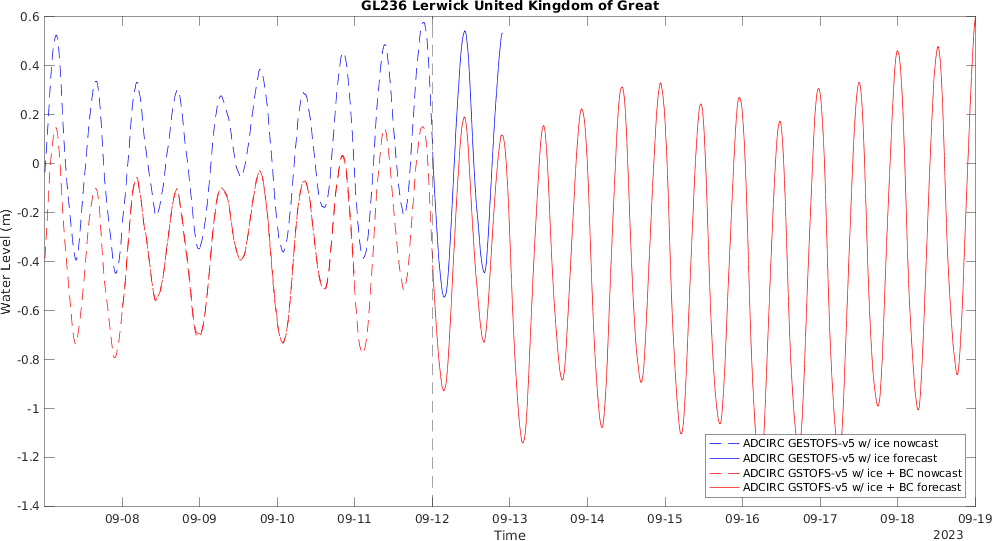 GL236 Lerwick United Kingdom of Great
0.6
0.4
0.2
0
-0.2
-0.4
-0.6
-0.8
-1
-1.2
-1.4
Water Level (m)
ADCIRC GESTOFS-v5 w/ ice nowcast
ADCIRC GESTOFS-v5 w/ ice forecast
ADCIRC GSTOFS-v5 w/ ice + BC nowcast
ADCIRC GSTOFS-v5 w/ ice + BC forecast
09-08 09-09 09-10 09-11 09-12 09-13 09-14 09-15 09-16 09-17 09-18 09-19
Time
2023